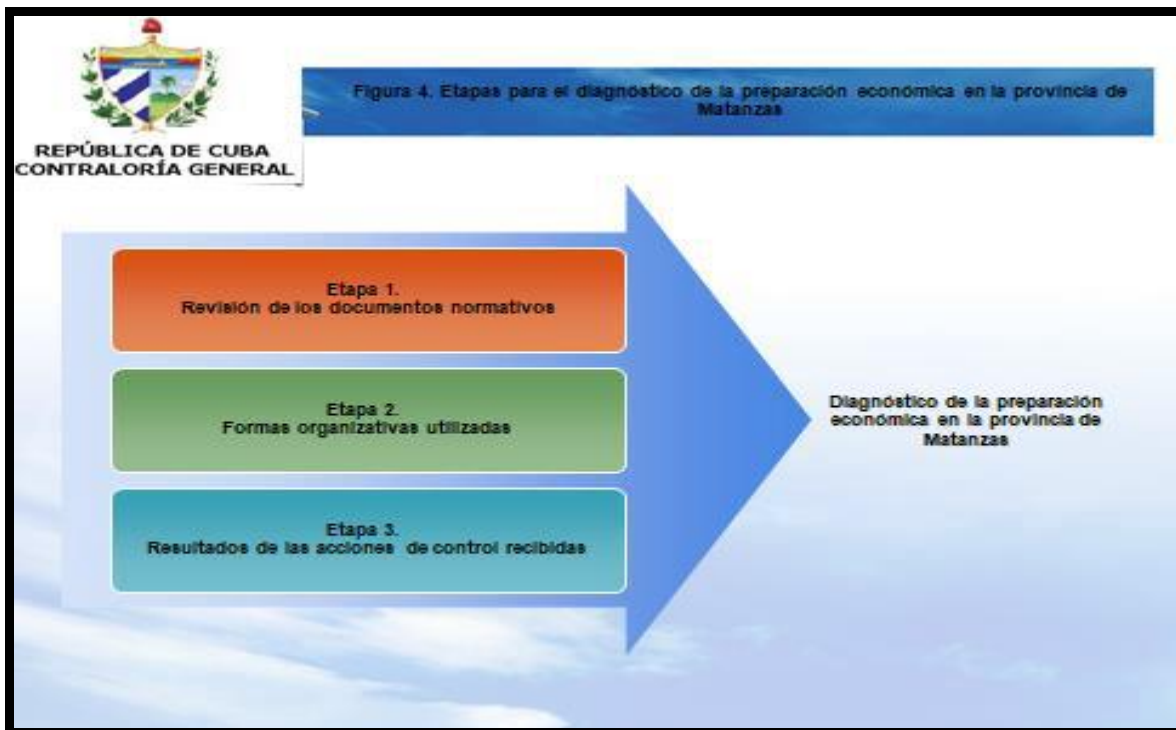 REPÚBLICA DE CUBA
CONTRALORÍA GENERAL
Figura 4. Etapas para el diagnóstico de la preparación económica en la provincia de
Matanzas
Etapa 1.
Revisión de los documentos normativos
Etapa 2.
Formas organizativas utilizadas
Etapa 3.
Resultados de las acciones de control recibidas
Diagnóstico de la preparación
económica en la provincia de
Matanzas